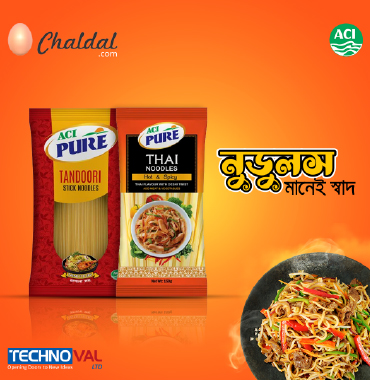 Chaldal
.com
ACI
ACI
PURE
TANDOORI
STICK NOODLES
ACI
PURE
THAI
NOODLES
Hot & Spicy
নুডুলস
মানেই স্বাদ
TECHNOVAL
LTD
Opening Doors to New Ideas